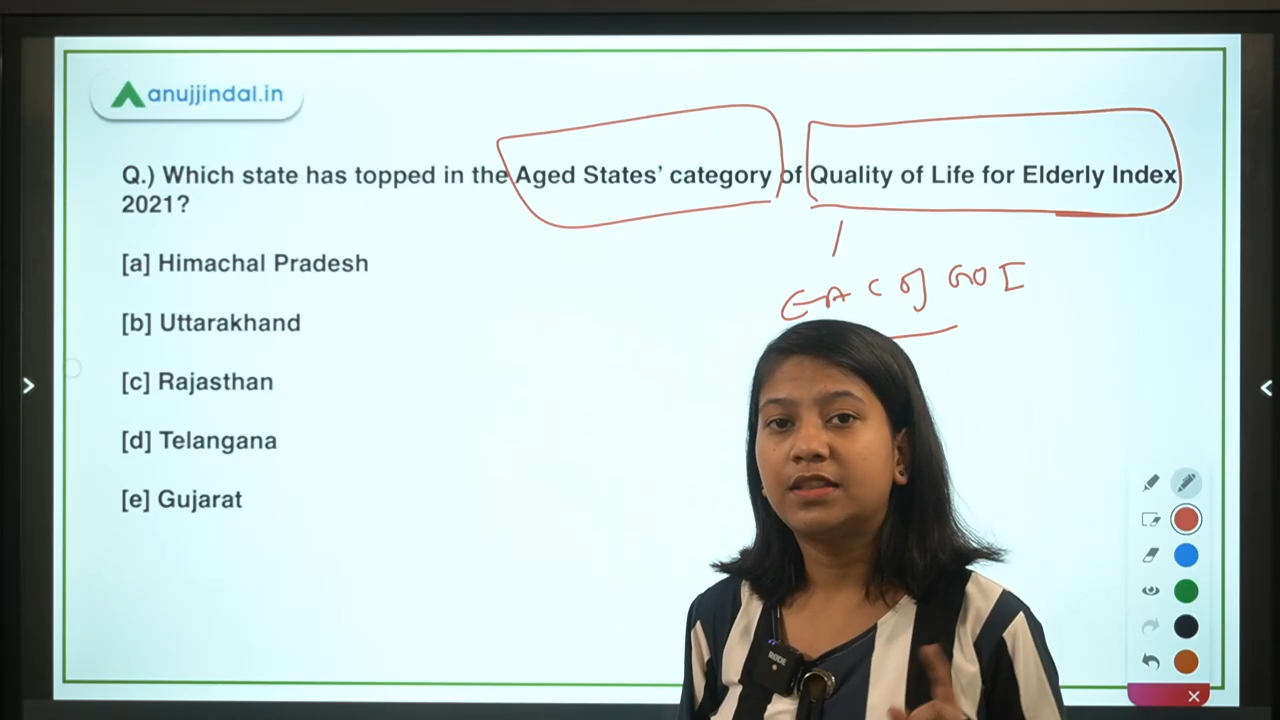 anujjindal.in
Q.) Which state has topped in the Aged States’ category of Quality of Life for Elderly Index
2021?
EAC of GOI
[a] Himachal Pradesh
[b] Uttarakhand
[c] Rajasthan
[d] Telangana
[e] Gujarat
RODE